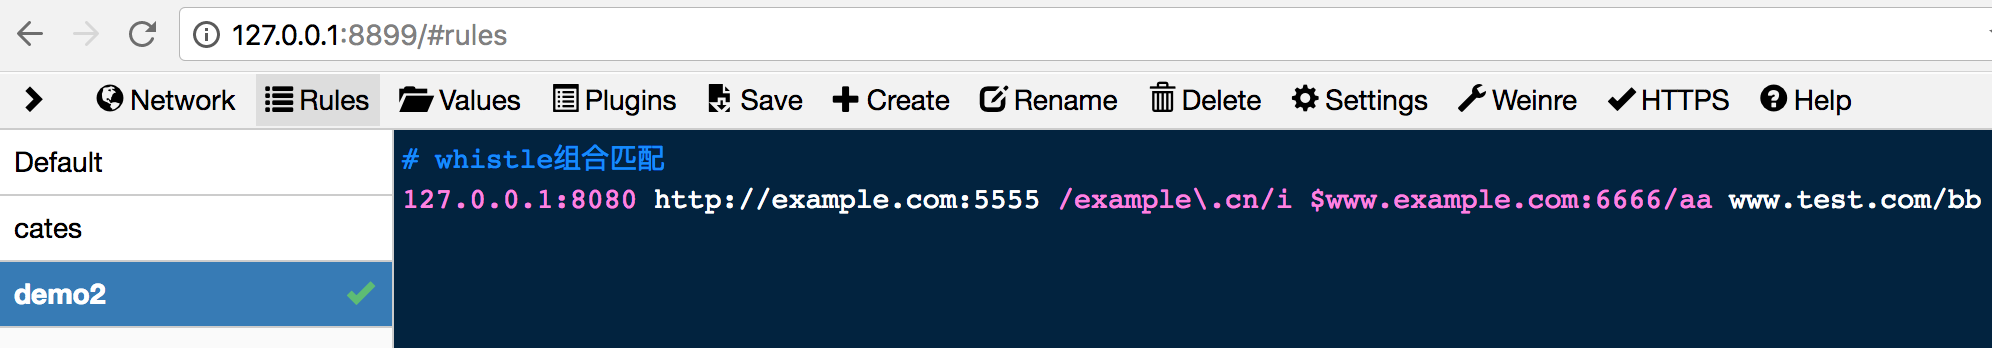 127.0.0.1:8899/#rules
Network Rules Values Plugins Save Create Rename Delete Settings Weinre HTTPS Help
Default
cates
demo2
# whistle组合匹配
127.0.0.1:8080 http://example.com:5555 /example\.cn/i $www.example.com:6666/aa www.test.com/bb